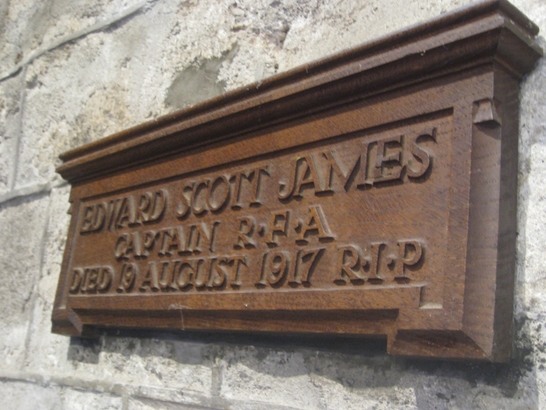 EDWARD SCOTT JAMES
CAPTAIN R·F·A
DIED 19 AUGUST 1917 R·I·P